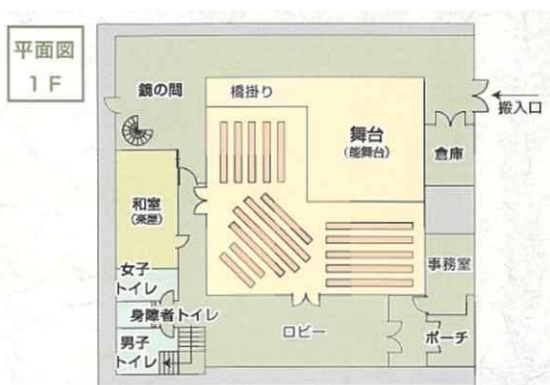 平面図
1F
鏡の間
橋掛り
舞台
(能舞台)
搬入口
倉庫
和室
(楽屋)
女子
トイレ
身障者トイレ
男子
トイレ
事務室
ロビー
ポーチ